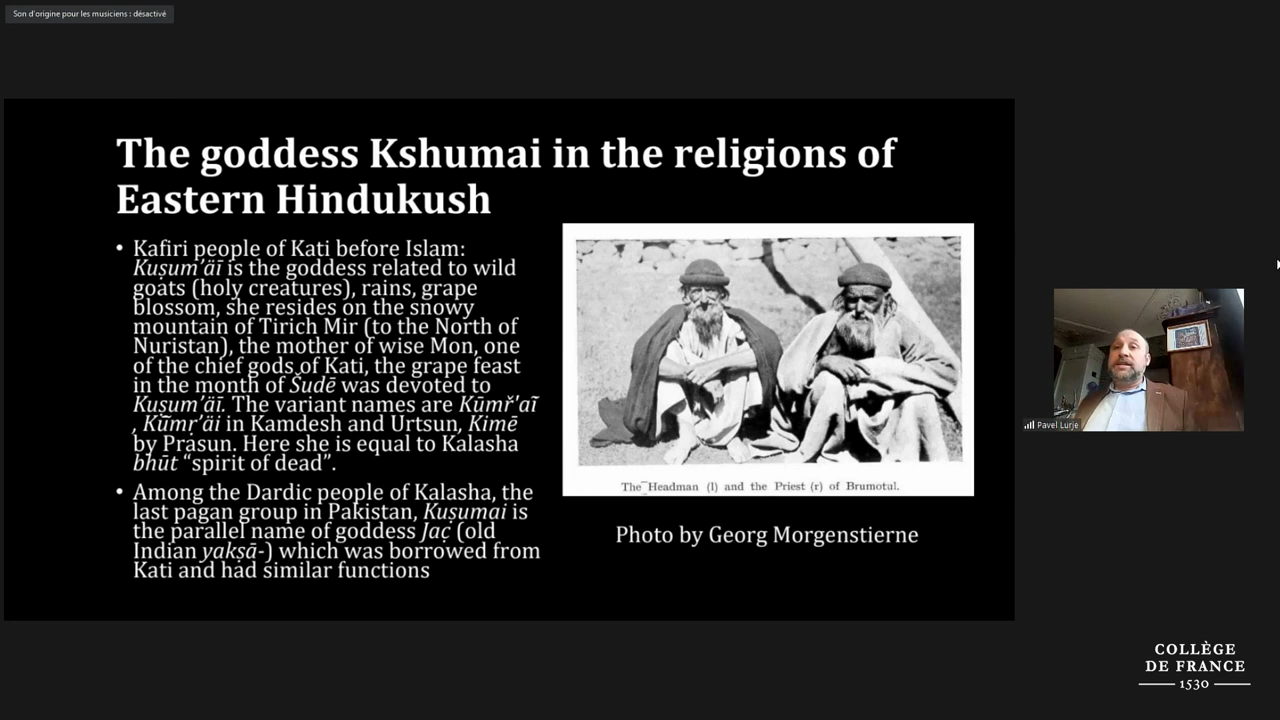 Son d'origine pour les musiciens : désactivé
The goddess Kshumai in the religions of
Eastern Hindukush
• Kafiri people of Kati before Islam:
Kuṣum'äī is the goddess related to wild
goats (holy creatures), rains, grape
blossom, she resides on the snowy
mountain of Tirich Mir (to the North of
Nuristan), the mother of wise Mon, one
of the chief gods of Kati, the grape feast
in the month of Šudē was devoted to
Kuṣum'äī. The variant names are Kūmř'aĩ
, Kūmṛ'äi in Kamdesh and Urtsun, Kimē
by Prasun. Here she is equal to Kalasha
bhūt “spirit of dead”.
• Among the Dardic people of Kalasha, the
last pagan group in Pakistan, Kuṣumai is
the parallel name of goddess Jaç (old
Indian yakṣā-) which was borrowed from
Kati and had similar functions
The Headman (l) and the Priest (r) of Brumotul.
Photo by Georg Morgenstierne
Pavel Lurje
COLLÈGE
DE FRANCE
1530